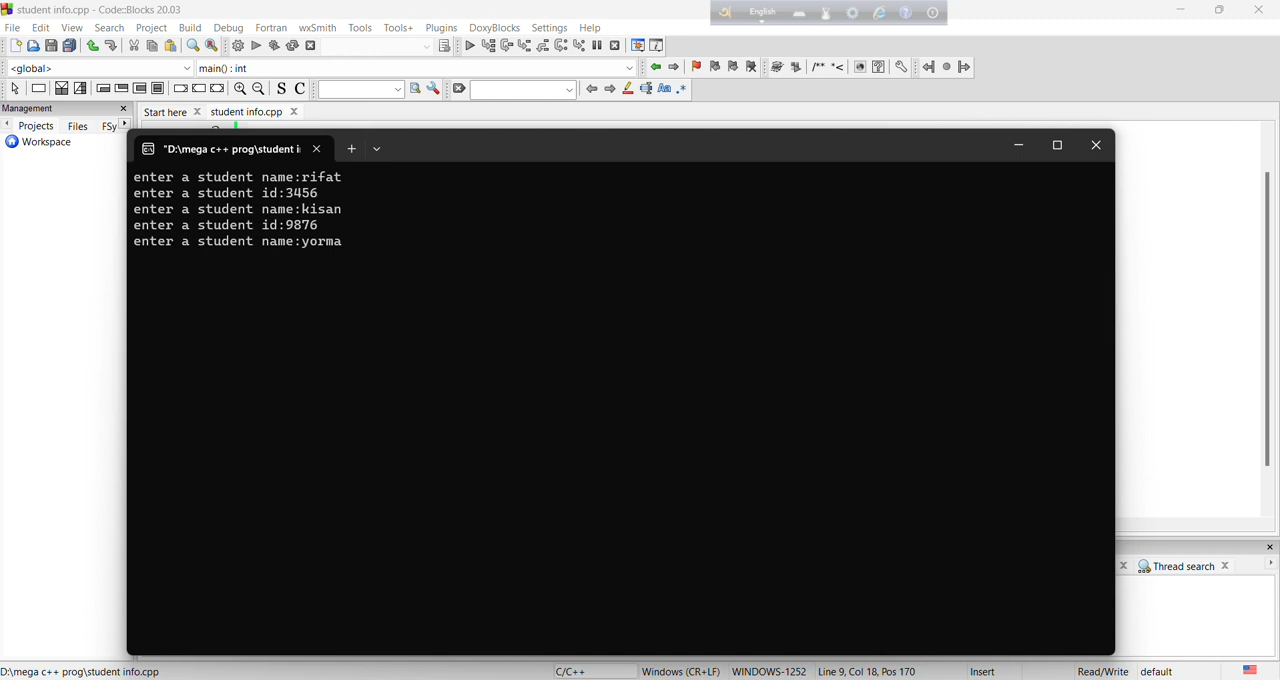 student info.cpp - Code::Blocks 20.03
English
File Edit View Search Project Build Debug Fortran wxSmith Tools Tools+ Plugins DoxyBlocks Settings Help
<global> main() : int /** *<
S C Aa .*
Management
Start here student info.cpp
Projects Files FSy
Workspace
"D:\mega c++ prog\student i
enter a student name:rifat
enter a student id:3456
enter a student name:kisan
enter a student id:9876
enter a student name:yorma
Thread search
D:\mega c++ prog\student info.cpp C/C++ Windows (CR+LF) WINDOWS-1252 Line 9, Col 18, Pos 170 Insert Read/Write default